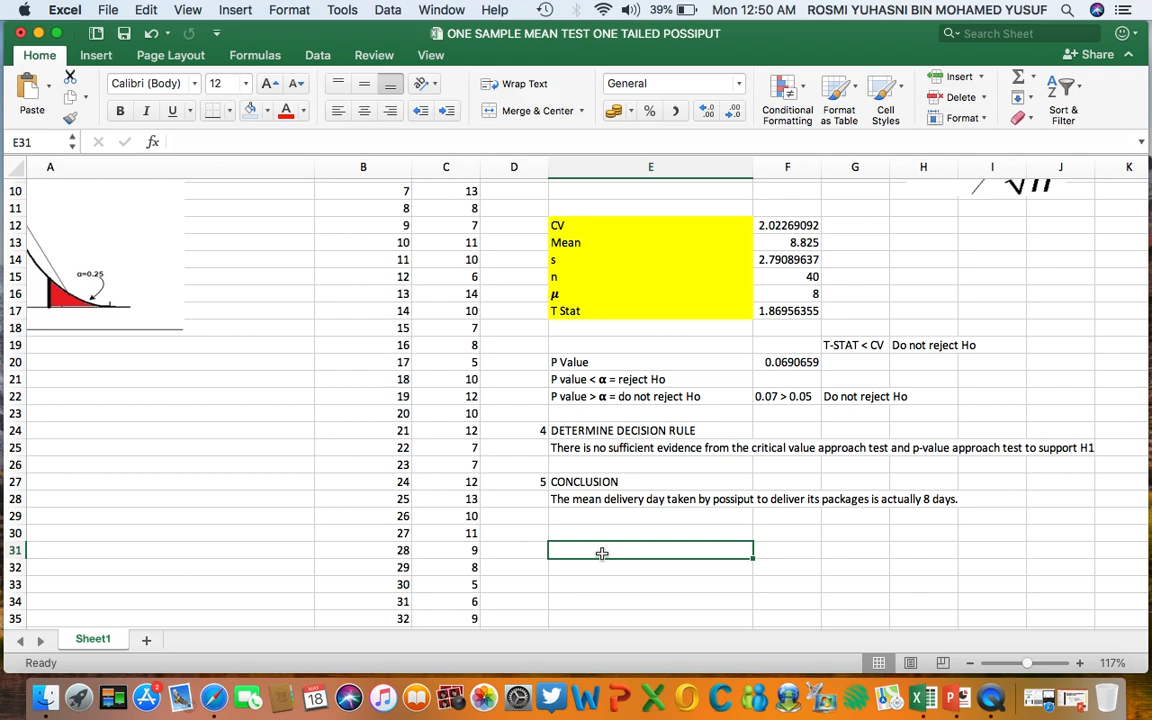 Excel File Edit View Insert Format Tools Data Window Help 39% Mon 12:50 AM ROSMI YUHASNI BIN MOHAMED YUSUF
ONE SAMPLE MEAN TEST ONE TAILED POSSIPUT Search Sheet
Home Insert Page Layout Formulas Data Review View Share
Calibri (Body) 12 A A Wrap Text General Insert
Delete
Paste B I U A Merge & Center % Conditional Formatting Format as Table Cell Styles Format Sort & Filter
E31 fx
A B C D E F G H I J K
10 7 13 √n
11 8 8
12 9 7 CV 2.02269092
13 10 11 Mean 8.825
14 11 10 s 2.79089637
α=0.25
15 12 6 n 40
16 13 14 μ 8
17 14 10 T Stat 1.86956355
18 15 7
19 16 8 T-STAT < CV Do not reject Ho
20 17 5 P Value 0.0690659
21 18 10 P value < α = reject Ho
22 19 12 P value > α = do not reject Ho 0.07 > 0.05 Do not reject Ho
23 20 10
24 21 12 4 DETERMINE DECISION RULE
25 22 7 There is no sufficient evidence from the critical value approach test and p-value approach test to support H1
26 23 7
27 24 12 5 CONCLUSION
28 25 13 The mean delivery day taken by possiput to deliver its packages is actually 8 days.
29 26 10
30 27 11
31 28 9
32 29 8
33 30 5
34 31 6
35 32 9
Sheet1
Ready 117%